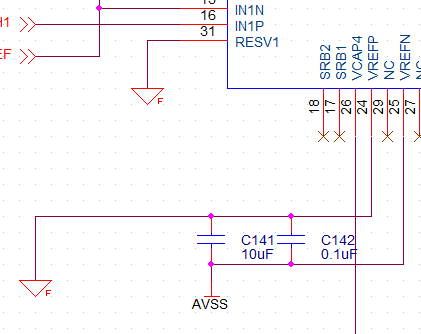 IN1N
16
IN1P
31
RESV1
F
SRB2
SRB1
VCAP4
VREFP
NC
VREFN
18
17
26
24
29
25
27
C141
10uF
C142
0.1uF
F
AVSS